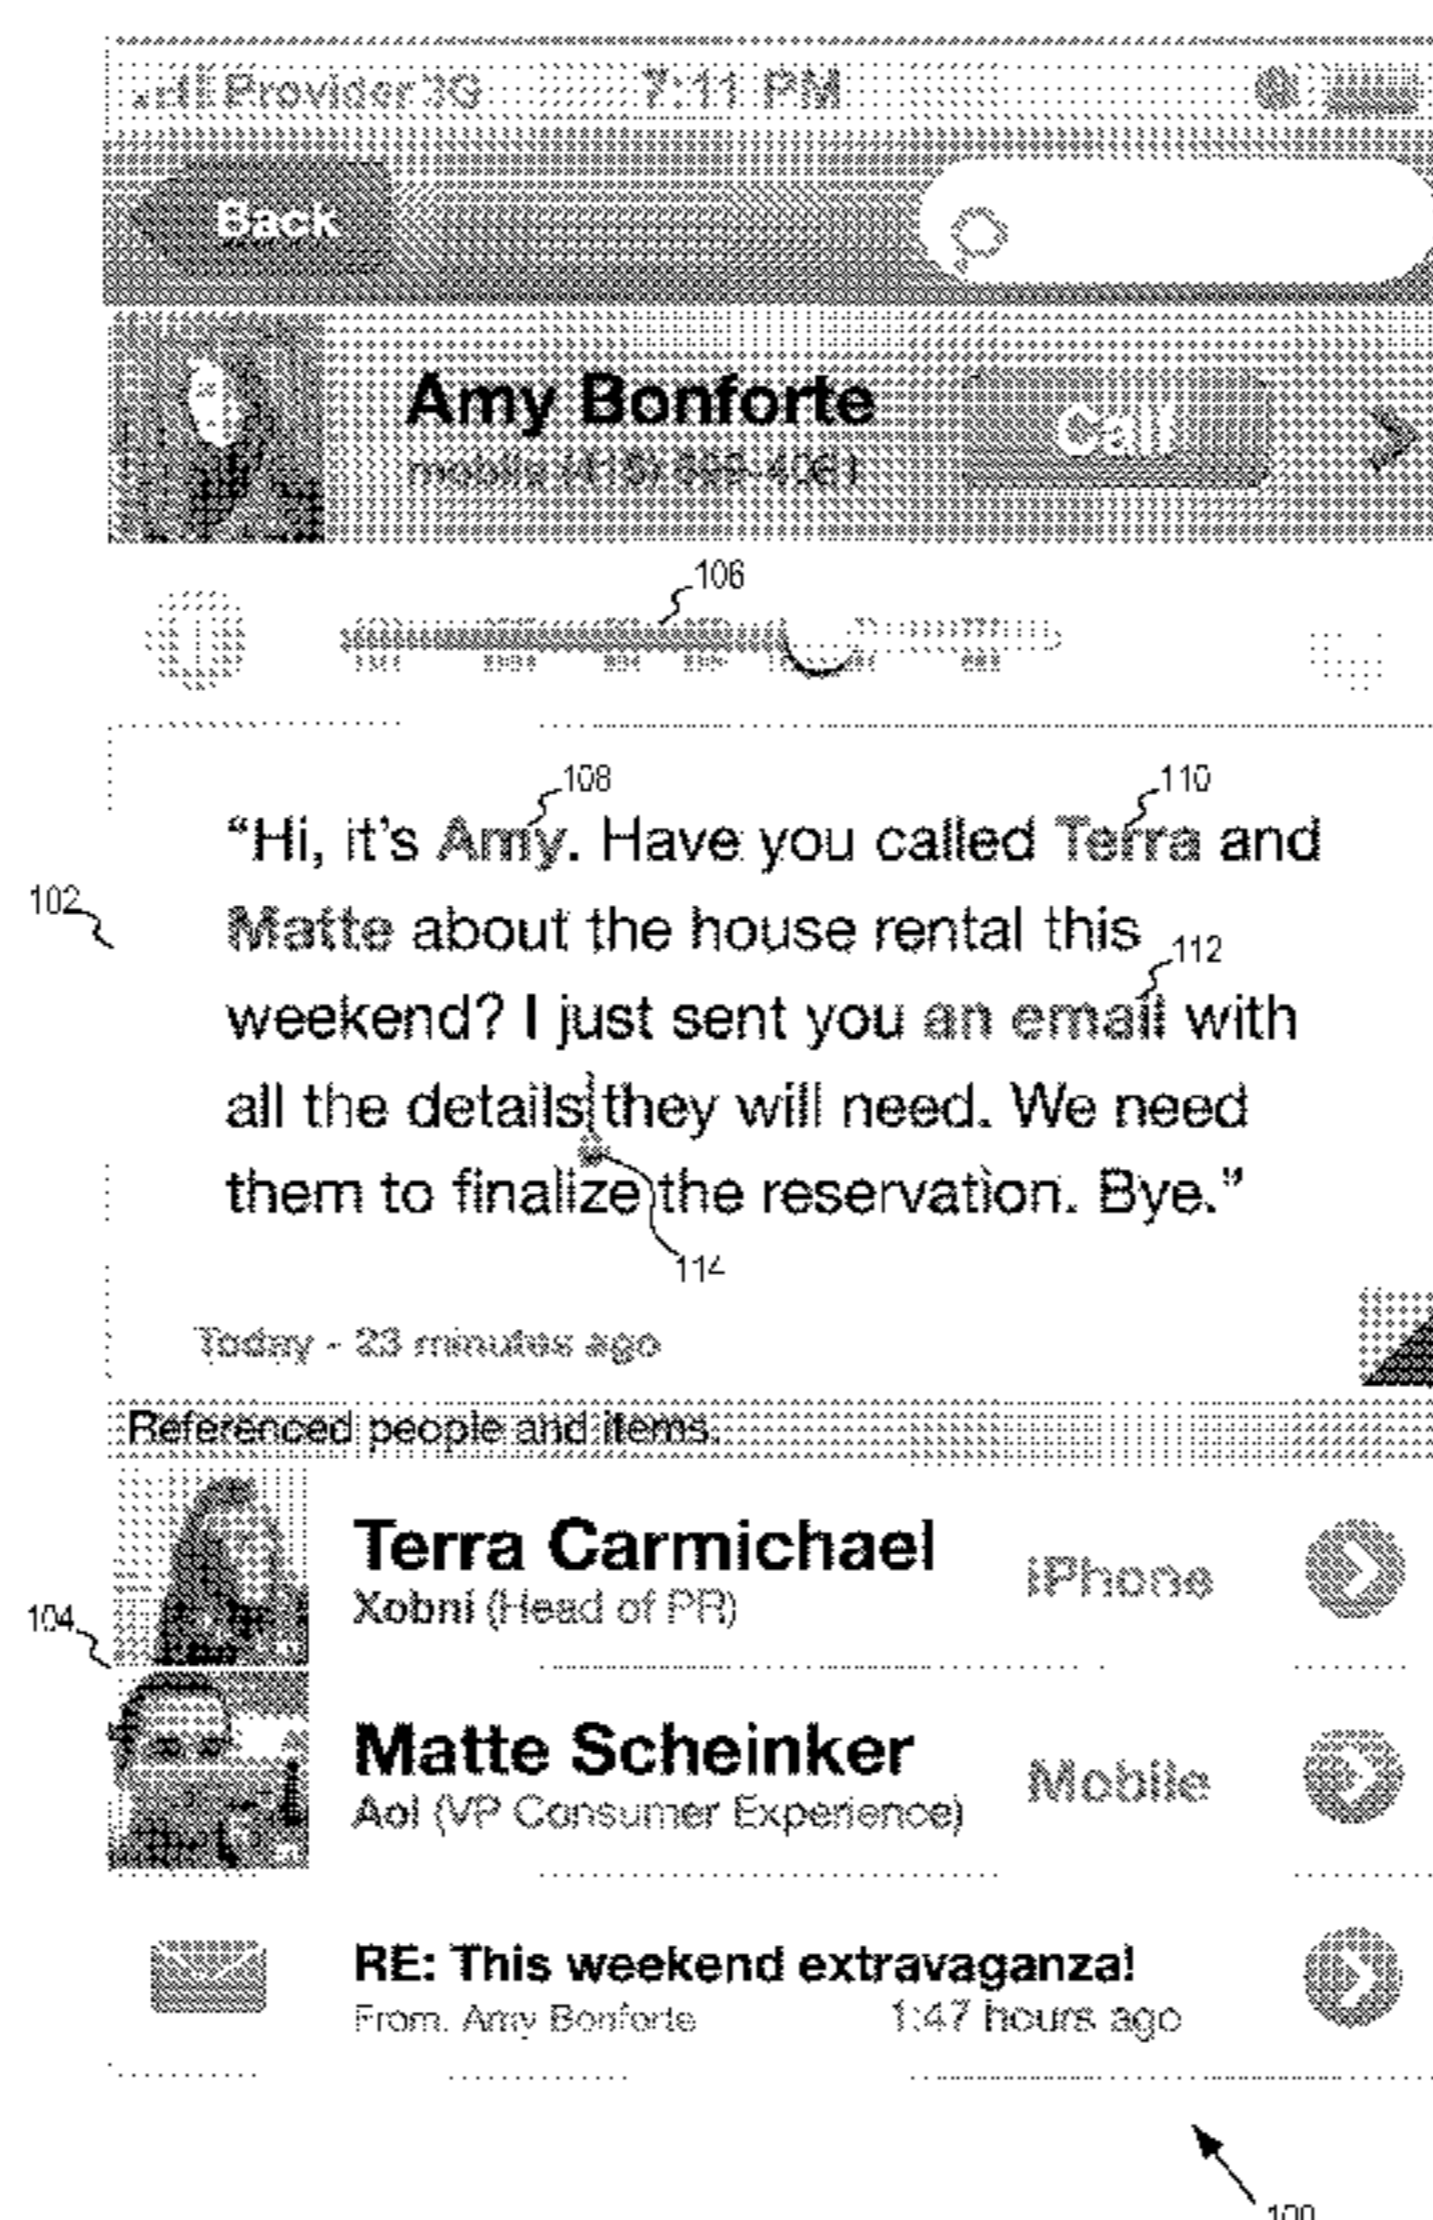 Provider 3G 7:11 PM
Back
Amy Bonforte
Call
mobile (415)
106
108
110
"Hi, it's Amy. Have you called Terra and
102
Matte about the house rental this
112
weekend? I just sent you an email with
all the details they will need. We need
them to finalize the reservation. Bye."
114
Today - 23 minutes ago
Referenced people and items.
Terra Carmichael
iPhone
Xobni (Head of PR)
104
Matte Scheinker
Mobile
Aol (VP Consumer Experience)
RE: This weekend extravaganza!
From. Amy Bonforte 1:47 hours ago
100